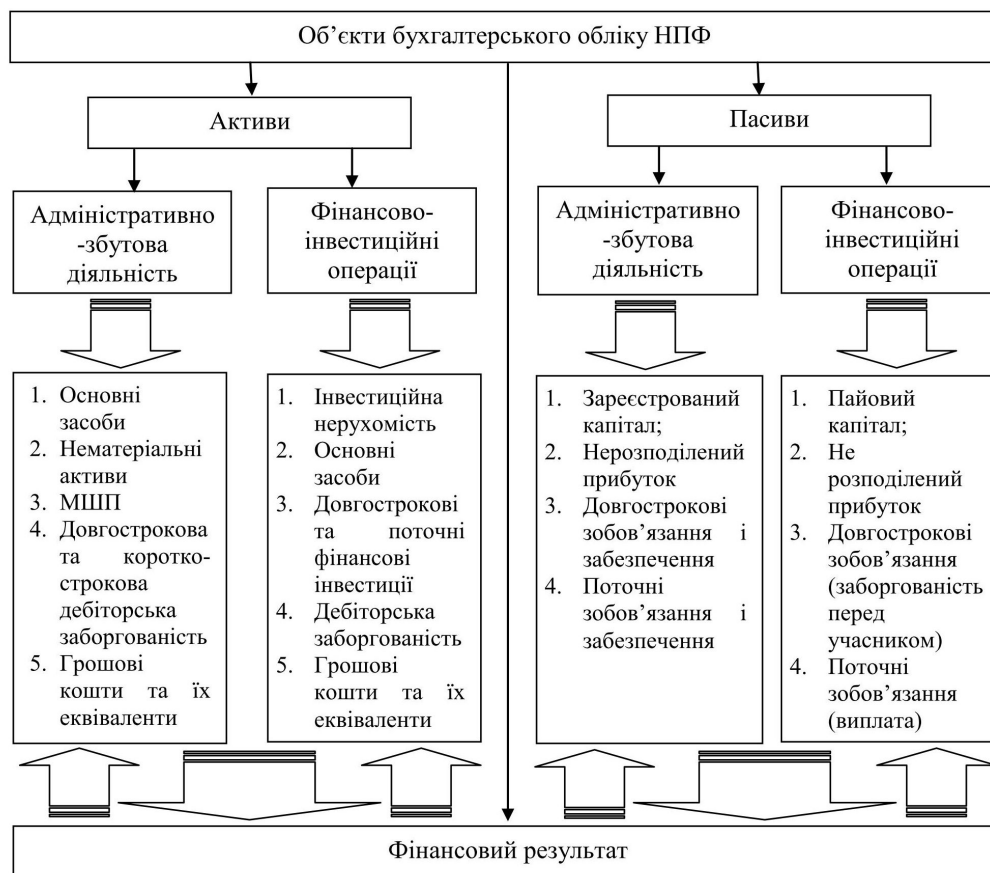 Об’єкти бухгалтерського обліку НПФ
Активи
Пасиви
Адміністративно
-збутова
діяльність
Фінансово-
інвестиційні
операції
Адміністративно
-збутова
діяльність
Фінансово-
інвестиційні
операції
1. Основні
засоби
2. Нематеріальні
активи
3. МШП
4. Довгострокова
та коротко-
строкова
дебіторська
заборгованість
5. Грошові
кошти та їх
еквіваленти
1. Інвестиційна
нерухомість
2. Основні
засоби
3. Довгострокові
та поточні
фінансові
інвестиції
4. Дебіторська
заборгованість
5. Грошові
кошти та їх
еквіваленти
1. Зареєстрований
капітал;
2. Нерозподілений
прибуток
3. Довгострокові
зобов’язання і
забезпечення
4. Поточні
зобов’язання і
забезпечення
1. Пайовий
капітал;
2. Не
розподілений
прибуток
3. Довгострокові
зобов’язання
(заборгованість
перед
учасником)
4. Поточні
зобов’язання
(виплата)
Фінансовий результат